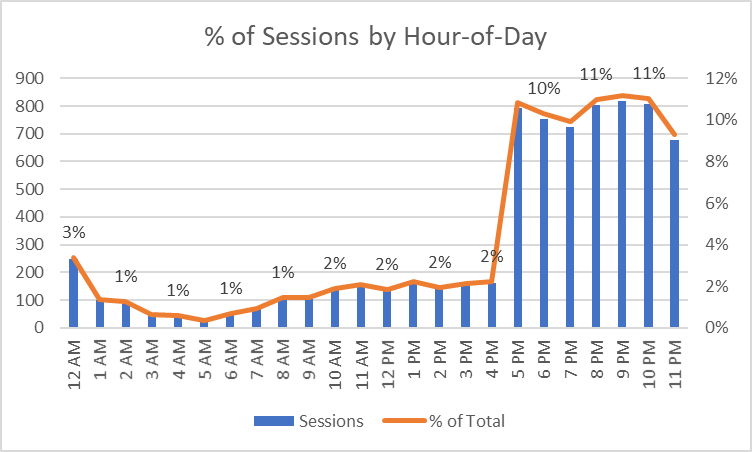 % of Sessions by Hour-of-Day
900
800
700
600
500
400
300
200
100
0
12%
10%
8%
6%
4%
2%
0%
3%
1%
1%
1%
1%
2%
2%
2%
2%
10%
11%
11%
12 AM
1 AM
2 AM
3 AM
4 AM
5 AM
6 AM
7 AM
8 AM
9 AM
10 AM
11 AM
12 PM
1 PM
2 PM
3 PM
4 PM
5 PM
6 PM
7 PM
8 PM
9 PM
10 PM
11 PM
Sessions
% of Total